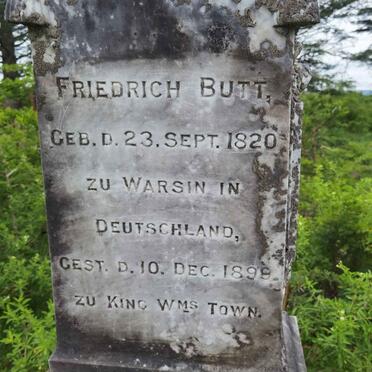 FRIEDRICH BUTT,
GEB. D. 23. SEPT. 1820
ZU WARSIN IN
DEUTSCHLAND,
GEST. D. 10. DEC. 1899
ZU KING WMS TOWN.